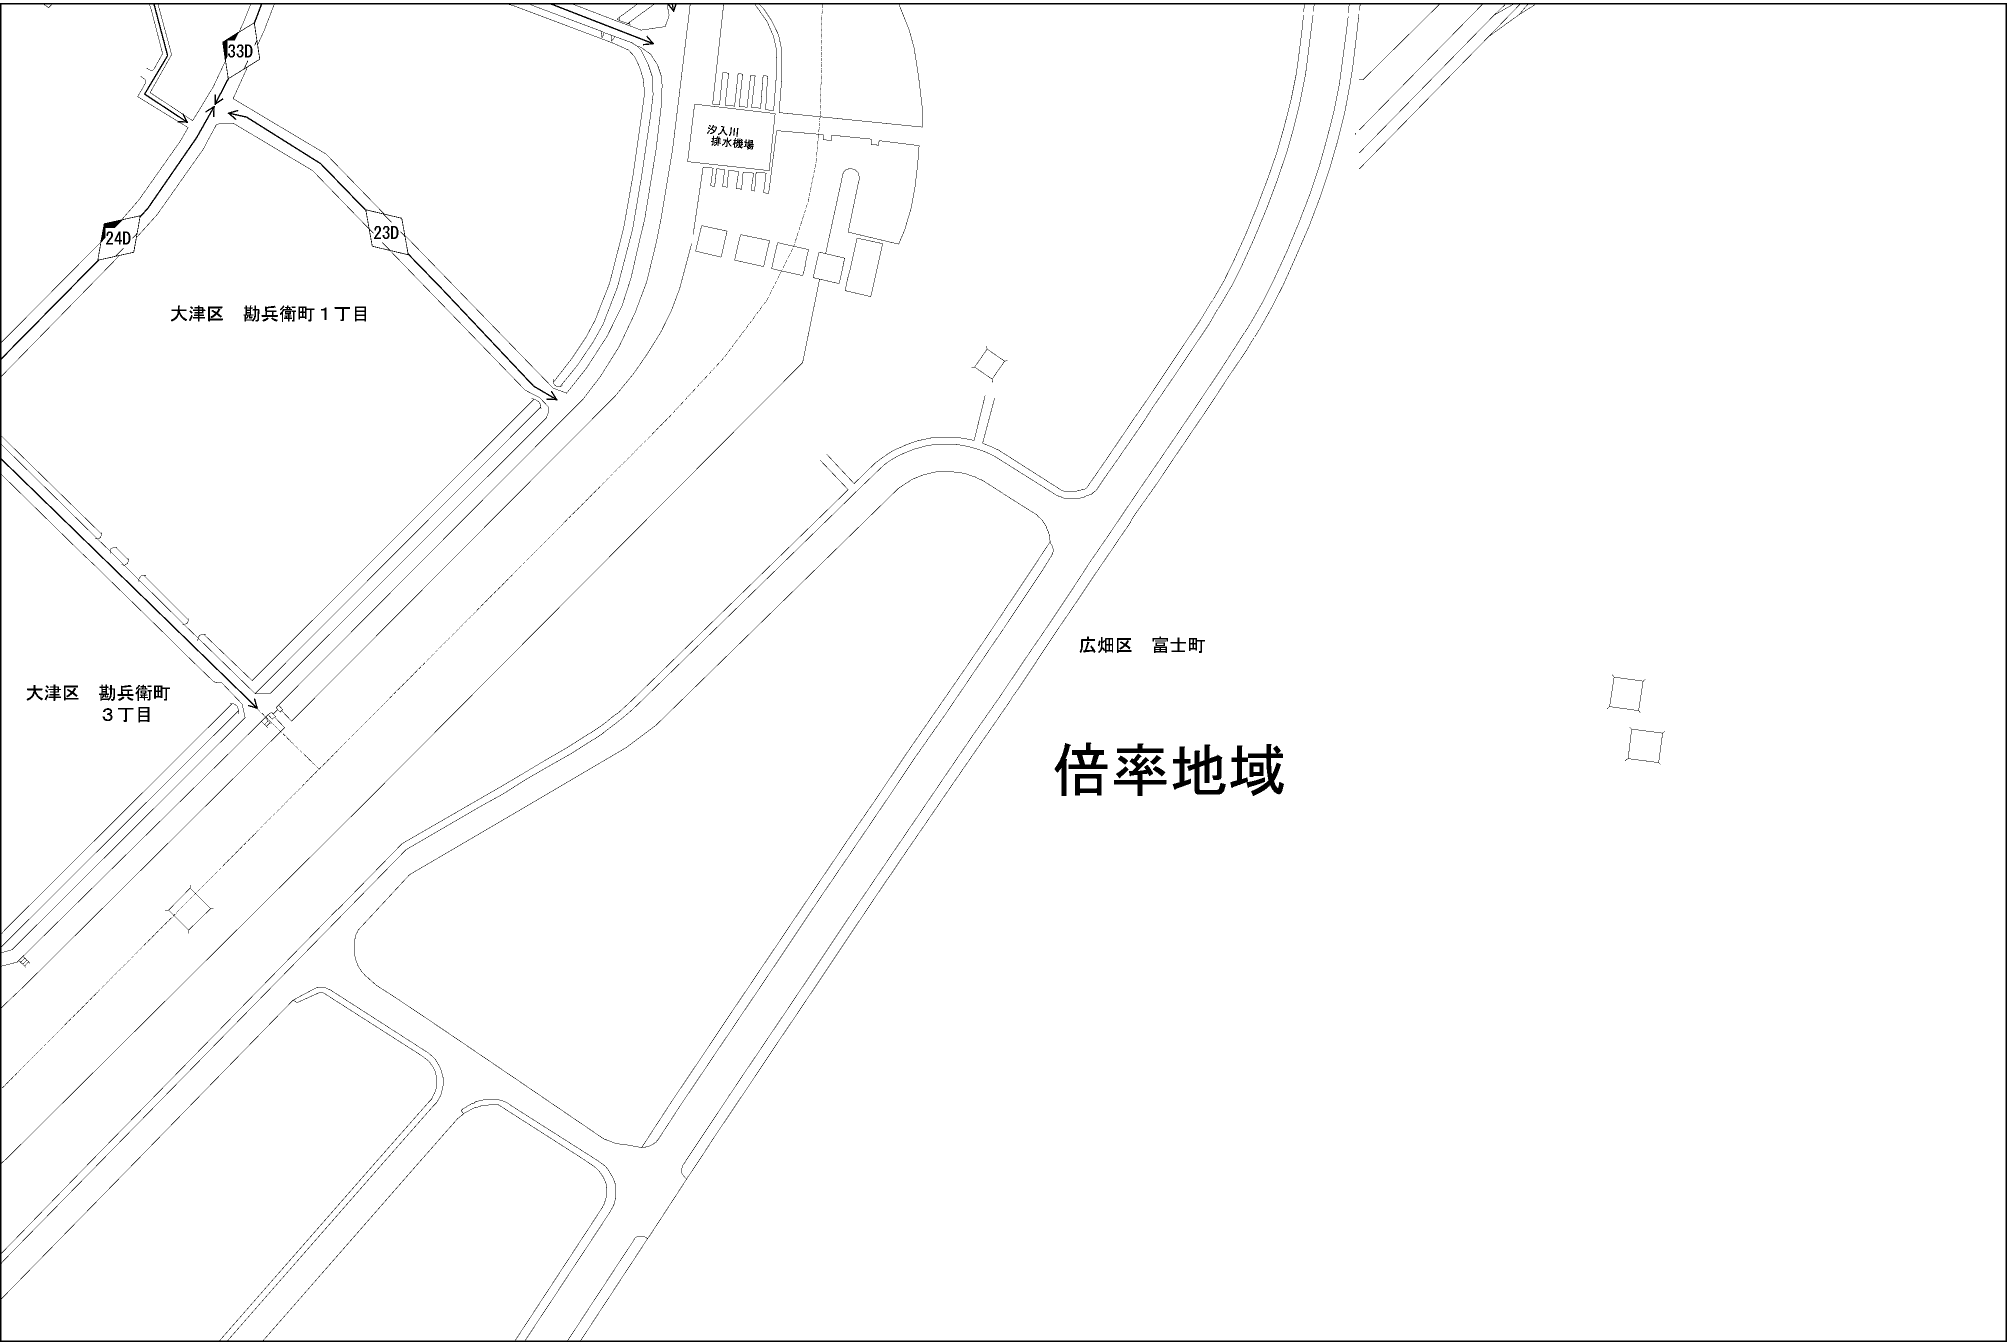 33D
汐入川
排水機場
24D
23D
大津区　勘兵衛町１丁目
広畑区　富士町
大津区　勘兵衛町
３丁目
倍率地域